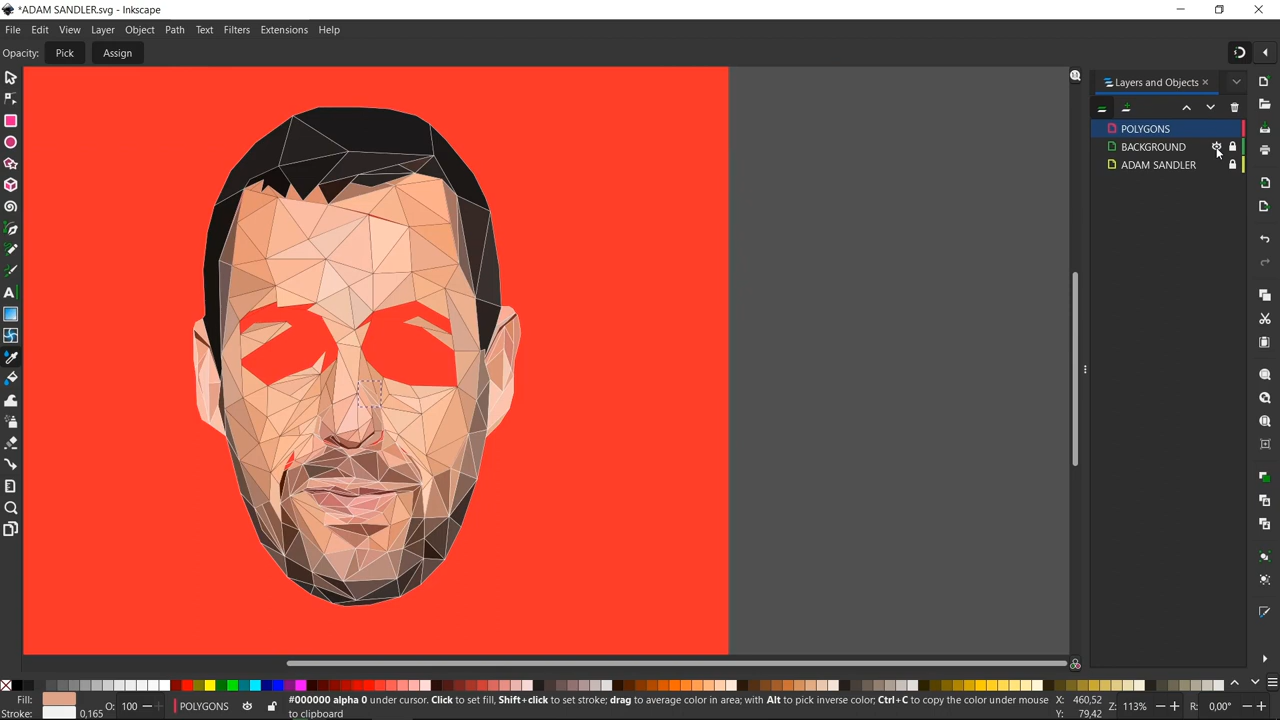 *ADAM SANDLER.svg - Inkscape
File Edit View Layer Object Path Text Filters Extensions Help
Opacity: Pick Assign
Layers and Objects
POLYGONS
BACKGROUND
ADAM SANDLER
Fill:
Stroke: 0,165
O: 100
POLYGONS
#000000 alpha 0 under cursor. Click to set fill, Shift+click to set stroke; drag to average color in area; with Alt to pick inverse color; Ctrl+C to copy the color under mouse
to clipboard
X: 460,52
Y: 79,42
Z: 113%
R: 0,00°